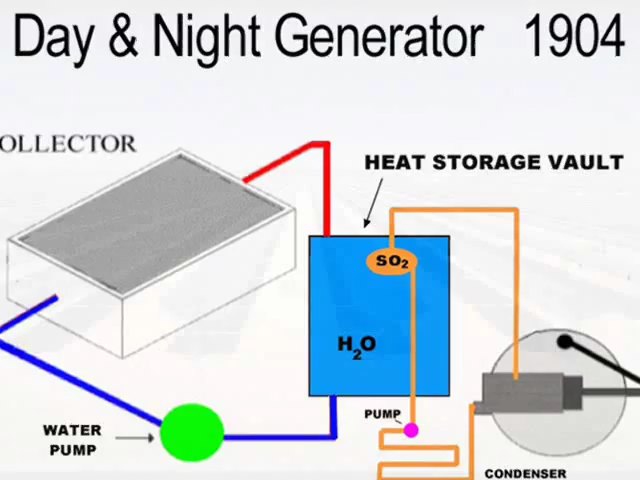 Day & Night Generator 1904
OLLECTOR
HEAT STORAGE VAULT
SO2
H2O
PUMP
WATER
PUMP
CONDENSER